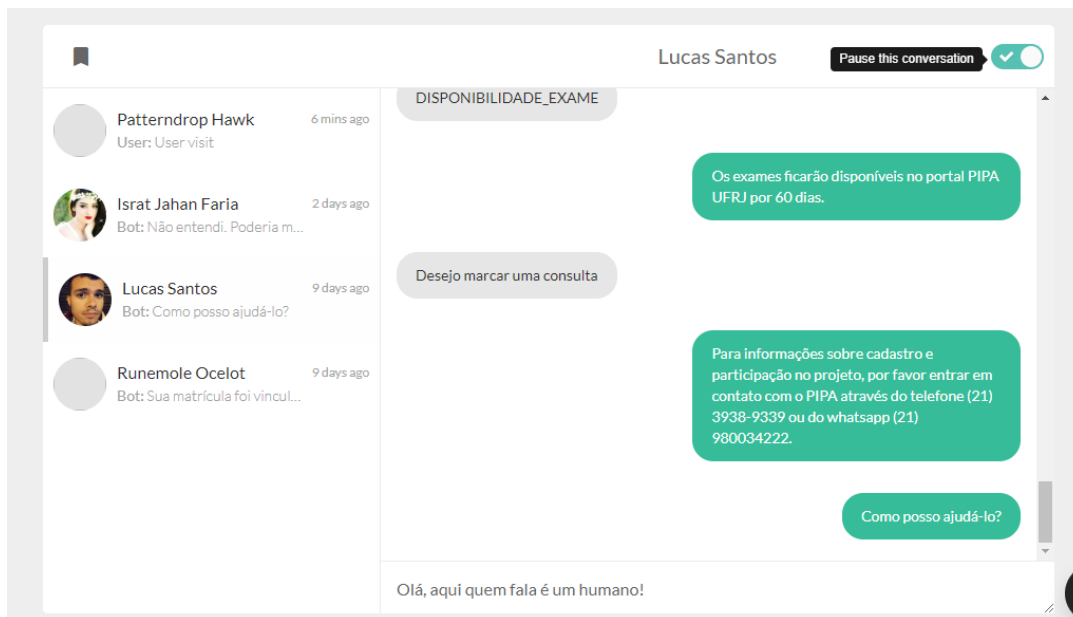 Lucas Santos
Pause this conversation
Patterndrop Hawk
6 mins ago
User: User visit
Israt Jahan Faria
2 days ago
Bot: Não entendi. Poderia m...
Lucas Santos
9 days ago
Bot: Como posso ajudá-lo?
Runemole Ocelot
9 days ago
Bot: Sua matrícula foi vincul...
DISPONIBILIDADE_EXAME
Os exames ficarão disponíveis no portal PIPA
UFRJ por 60 dias.
Desejo marcar uma consulta
Para informações sobre cadastro e
participação no projeto, por favor entrar em
contato com o PIPA através do telefone (21)
3938-9339 ou do whatsapp (21)
980034222.
Como posso ajudá-lo?
Olá, aqui quem fala é um humano!